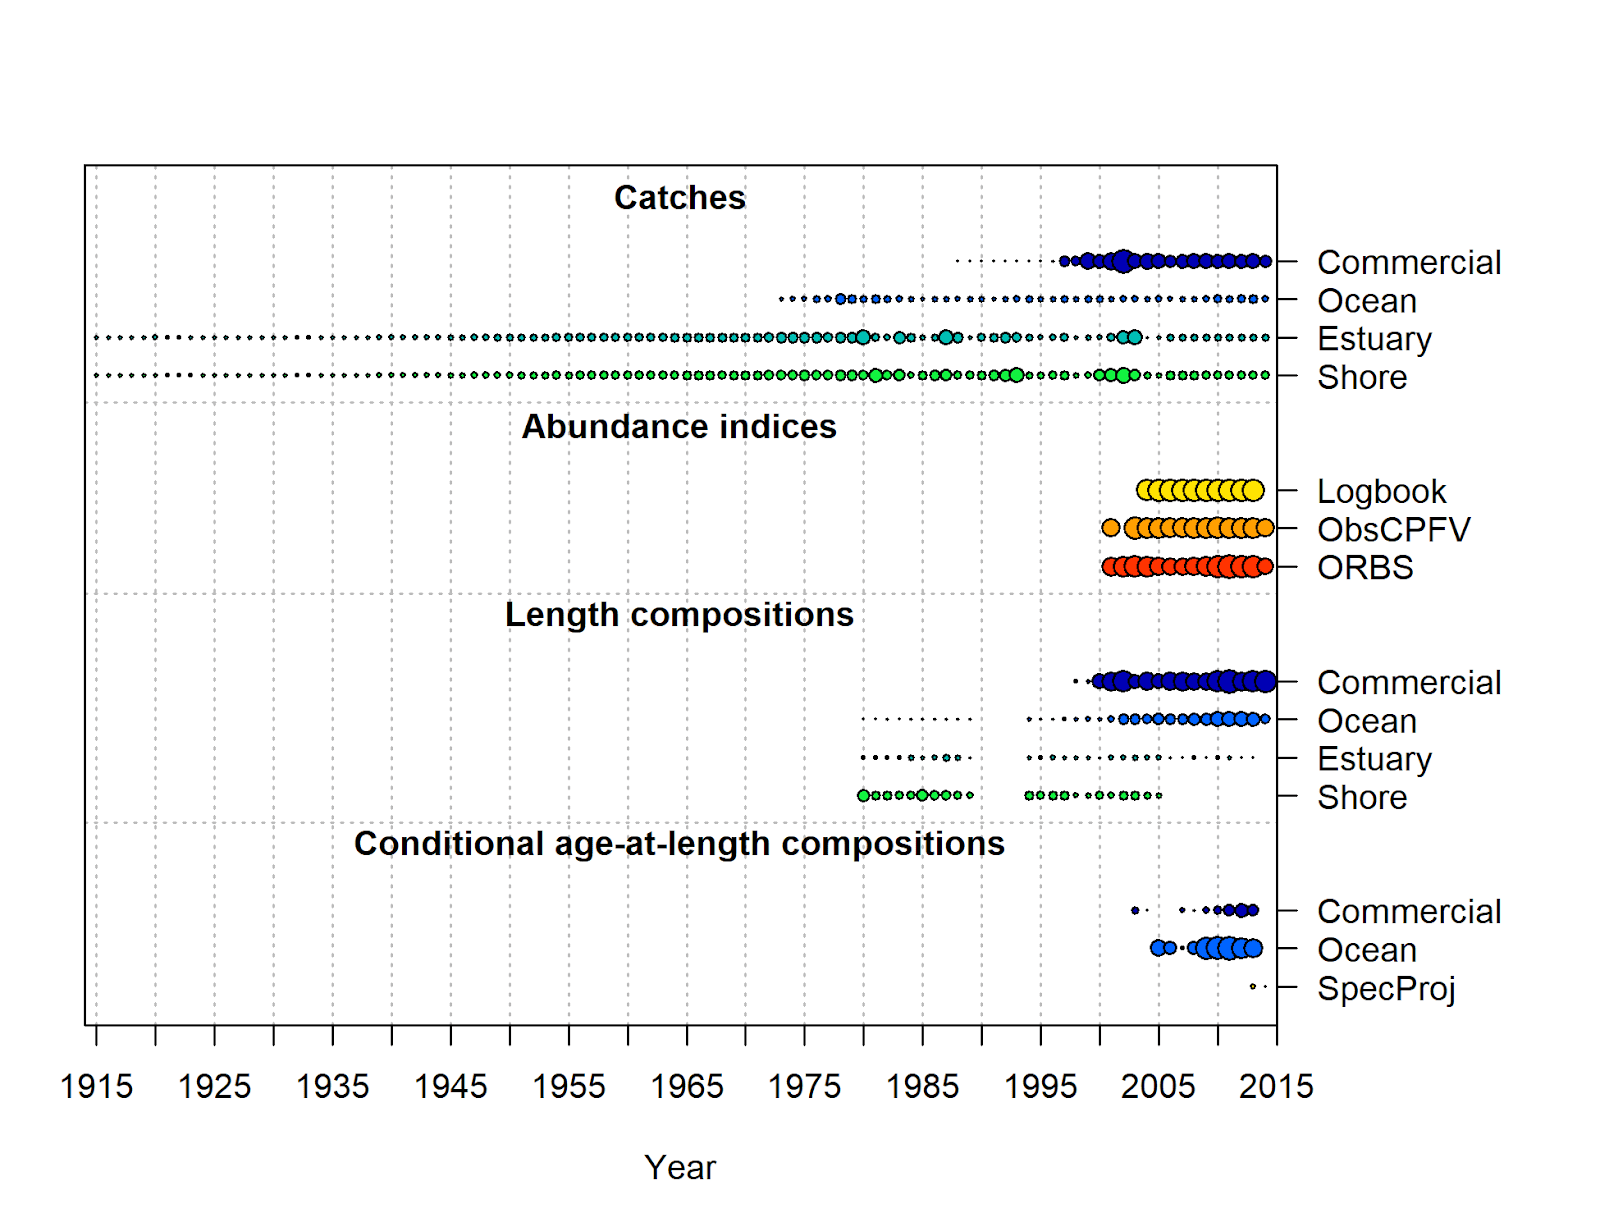 Catches
Commercial
Ocean
Estuary
Shore
Abundance indices
Logbook
ObsCPFV
ORBS
Length compositions
Commercial
Ocean
Estuary
Shore
Conditional age-at-length compositions
Commercial
Ocean
SpecProj
1915 1925 1935 1945 1955 1965 1975 1985 1995 2005 2015
Year